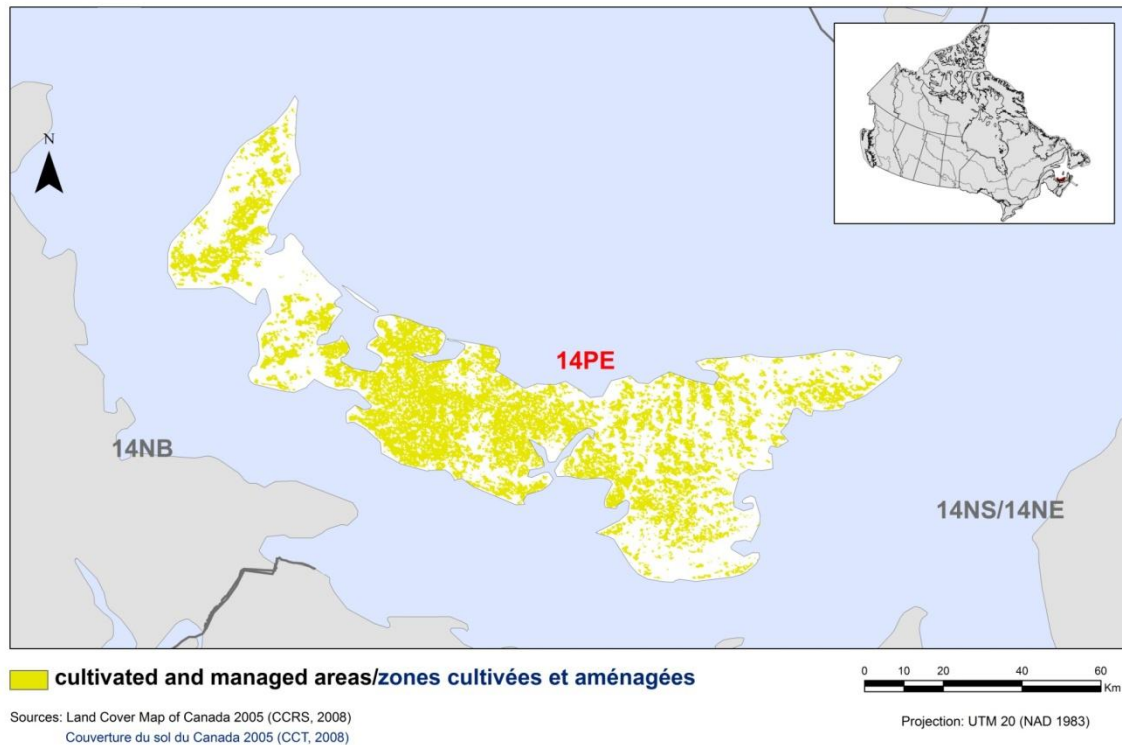 N
14PE
14NB
14NS/14NE
cultivated and managed areas/zones cultivées et aménagées
0 10 20 40 60
Km
Sources: Land Cover Map of Canada 2005 (CCRS, 2008)
Couverture du sol du Canada 2005 (CCT, 2008)
Projection: UTM 20 (NAD 1983)